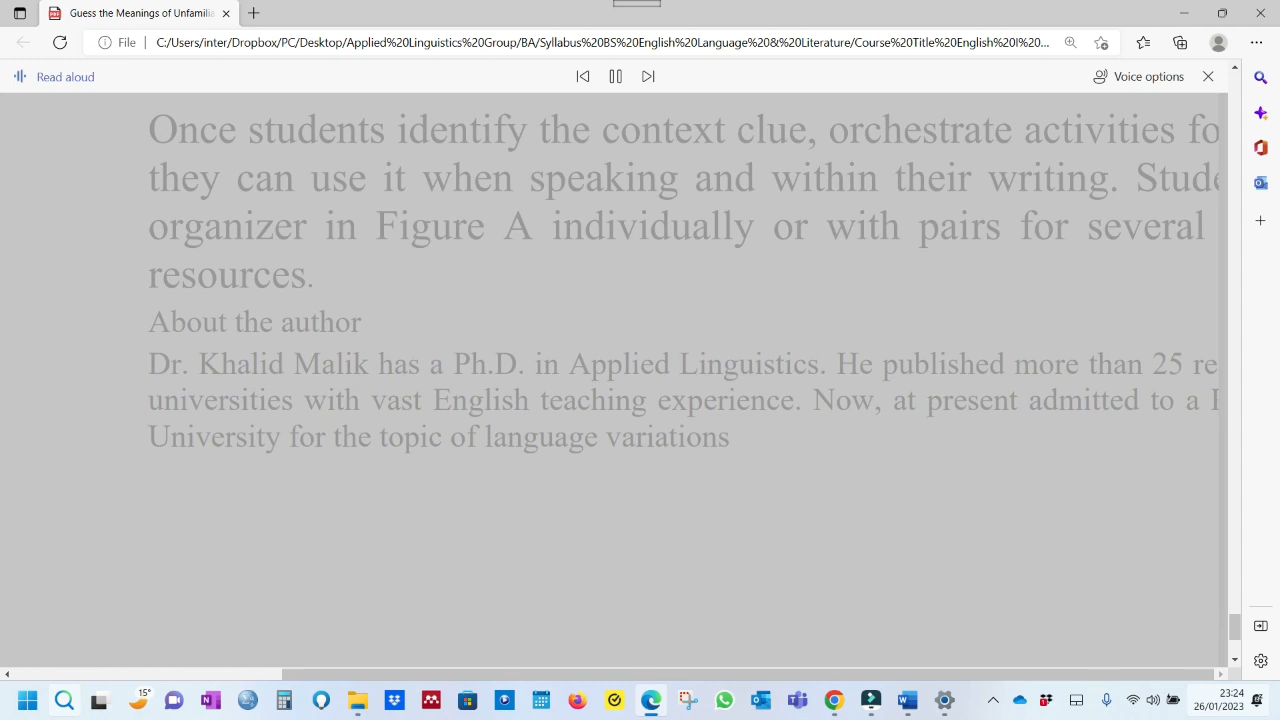 Guess the Meanings of Unfamilia
File
C:/Users/inter/Dropbox/PC/Desktop/Applied%20Linguistics%20Group/BA/Syllabus%20BS%20English%20Language%20&%20Literature/Course%20Title%20English%20I%20...
Read aloud
Voice options
Once students identify the context clue, orchestrate activities fo
they can use it when speaking and within their writing. Stude
organizer in Figure A individually or with pairs for several
resources.
About the author
Dr. Khalid Malik has a Ph.D. in Applied Linguistics. He published more than 25 re
universities with vast English teaching experience. Now, at present admitted to a
University for the topic of language variations
15°
23:24
26/01/2023